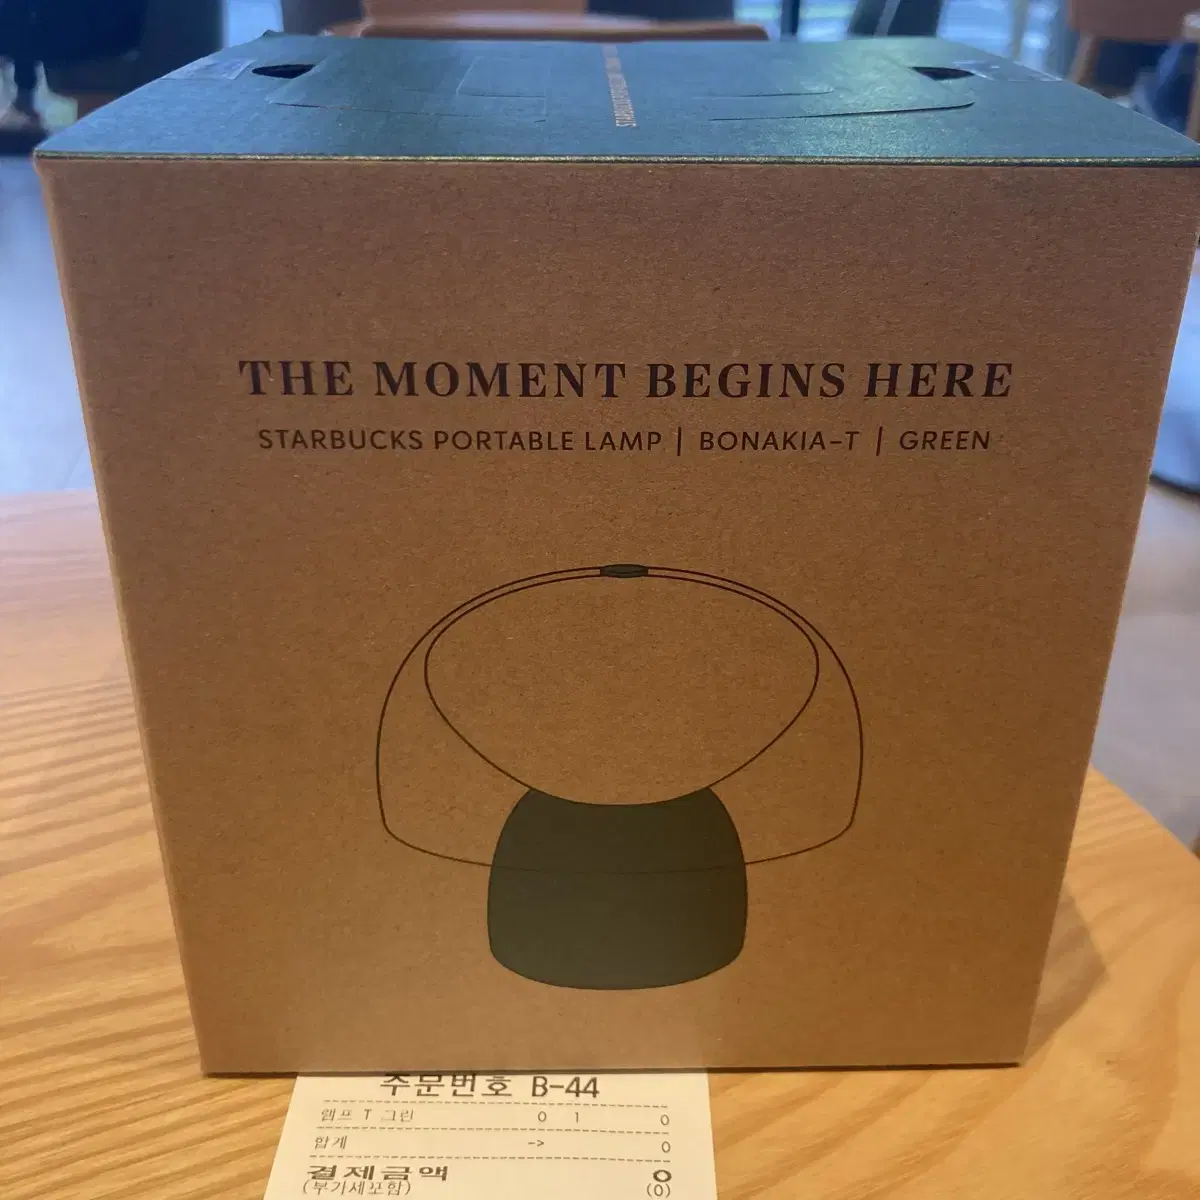 THE MOMENT BEGINS HERE
STARBUCKS PORTABLE LAMP | BONAKIA-T | GREEN
주문번호 B-44
램프 T 그린 0 1 0
합계 -> 0
결제금액 0
(부가세포함) (0)